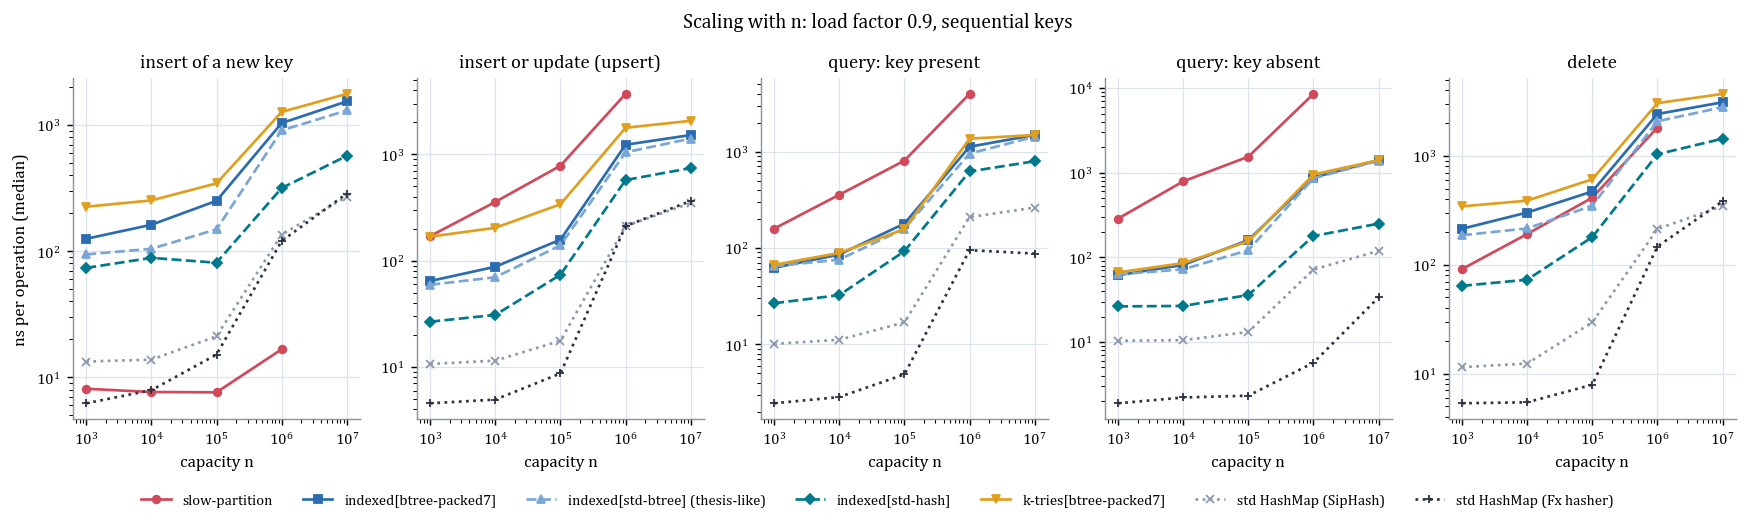 Scaling with n: load factor 0.9, sequential keys
insert of a new key
insert or update (upsert)
query: key present
query: key absent
delete
ns per operation (median)
10³
10²
10¹
10³
10²
10¹
10³
10²
10¹
10⁴
10³
10²
10¹
10³
10²
10¹
10³ 10⁴ 10⁵ 10⁶ 10⁷
10³ 10⁴ 10⁵ 10⁶ 10⁷
10³ 10⁴ 10⁵ 10⁶ 10⁷
10³ 10⁴ 10⁵ 10⁶ 10⁷
10³ 10⁴ 10⁵ 10⁶ 10⁷
capacity n
capacity n
capacity n
capacity n
capacity n
slow-partition
indexed[btree-packed7]
indexed[std-btree] (thesis-like)
indexed[std-hash]
k-tries[btree-packed7]
std HashMap (SipHash)
std HashMap (Fx hasher)